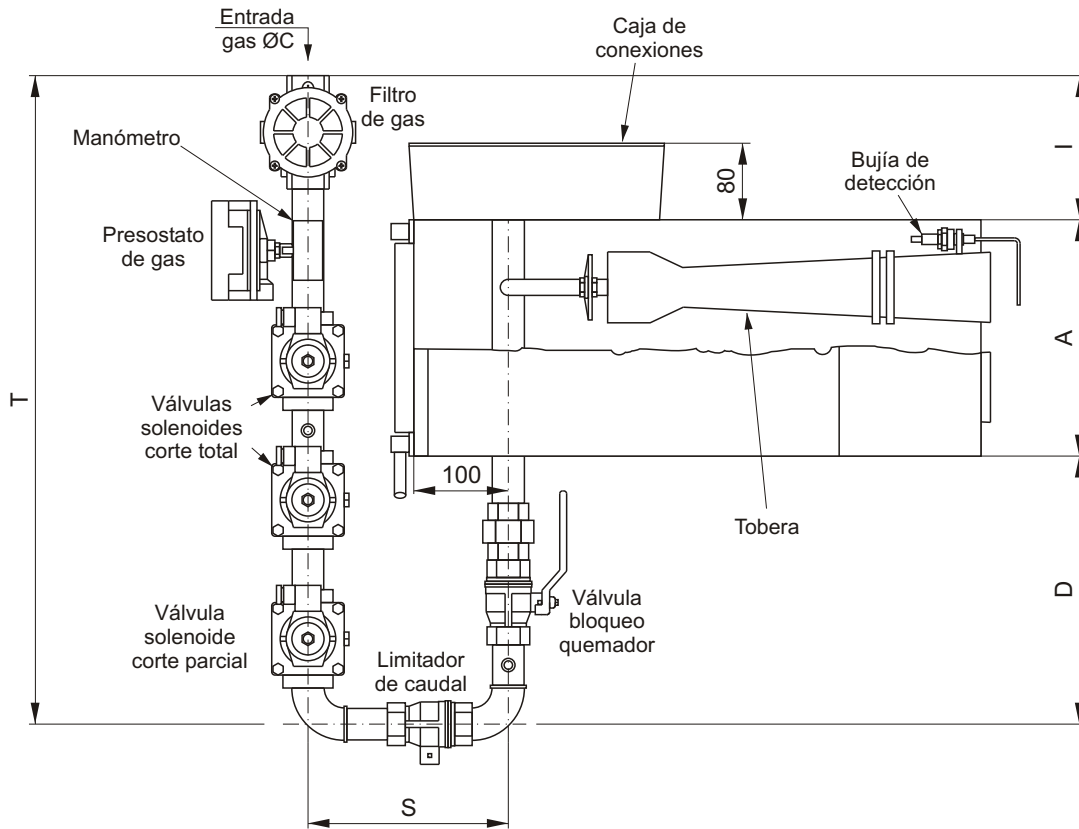 Entrada
gas ØC
Caja de
conexiones
Filtro
de gas
Manómetro
I
80
Bujía de
detección
Presostato
de gas
A
T
Válvulas
solenoides
corte total
100
Tobera
D
Válvula
bloqueo
quemador
Válvula
solenoide
corte parcial
Limitador
de caudal
S